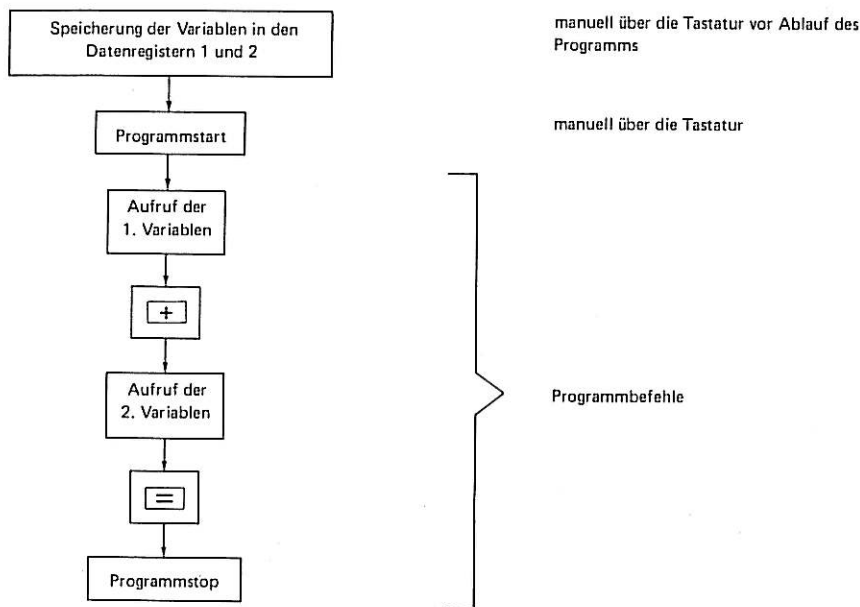 Speicherung der Variablen in den
Datenregistern 1 und 2
manuell über die Tastatur vor Ablauf des
Programms
Programmstart
manuell über die Tastatur
Aufruf der
1. Variablen
+
Aufruf der
2. Variablen
Programmbefehle
=
Programmstop